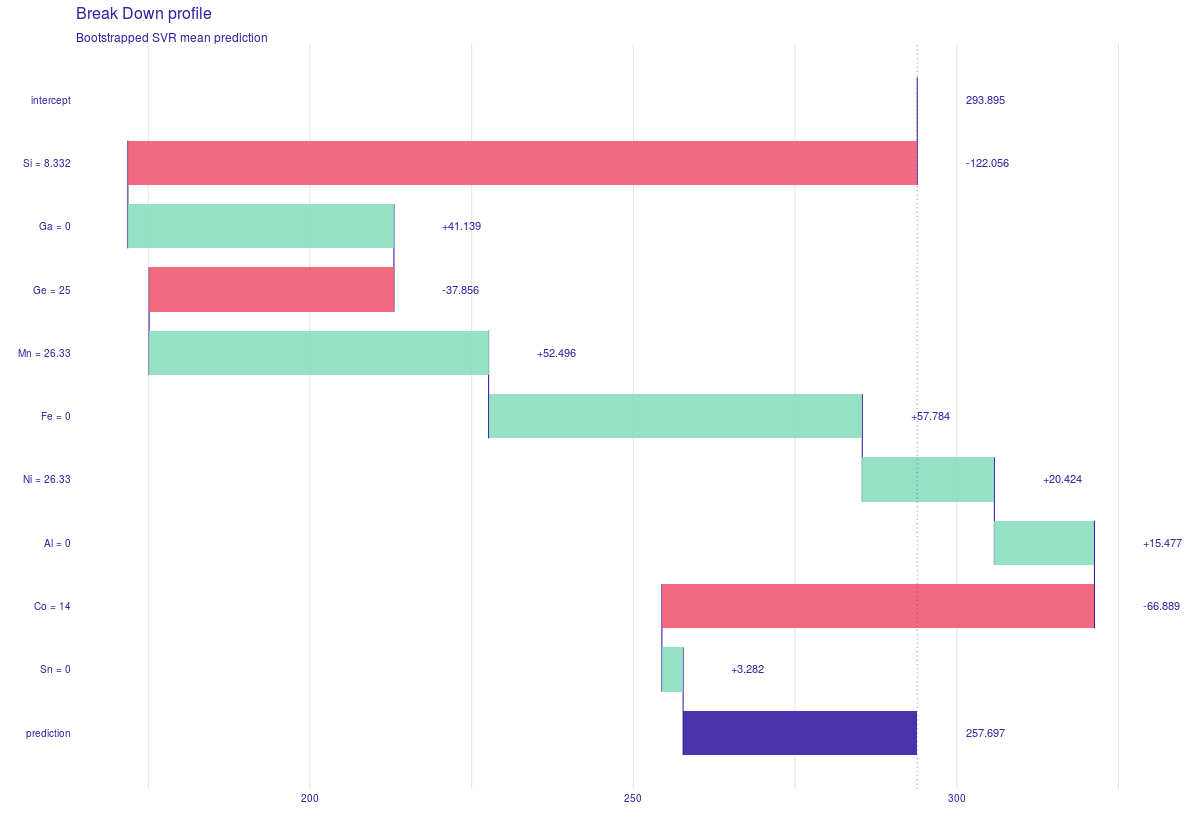 Break Down profile
Bootstrapped SVR mean prediction
intercept 293.895
Si = 8.332 -122.056
Ga = 0 +41.139
Ge = 25 -37.856
Mn = 26.33 +52.496
Fe = 0 +57.784
Ni = 26.33 +20.424
Al = 0 +15.477
Co = 14 -66.889
Sn = 0 +3.282
prediction 257.697
200 250 300